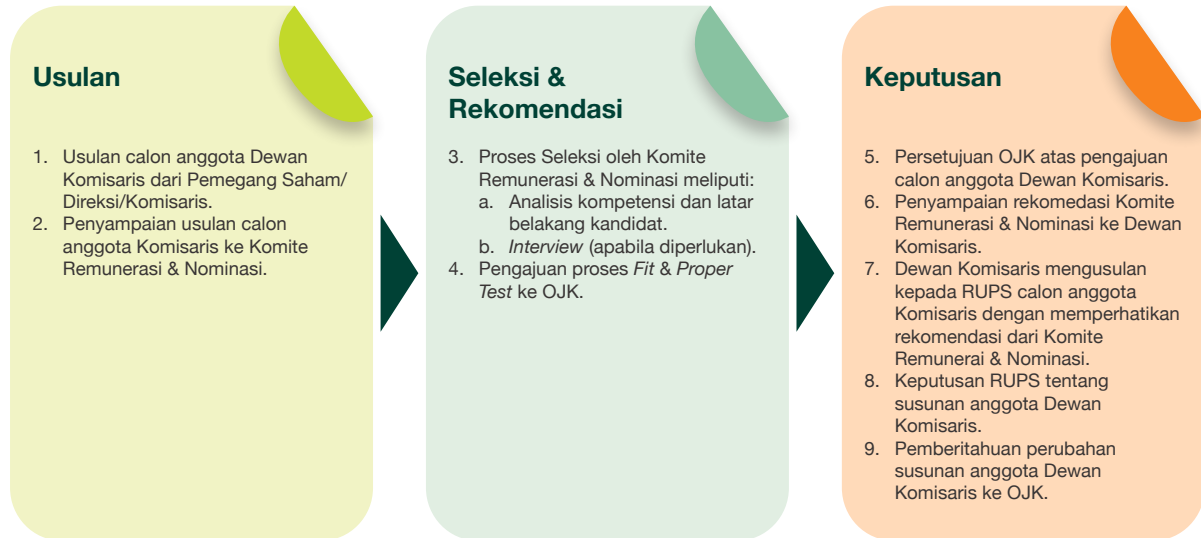 Usulan
1. Usulan calon anggota Dewan
Komisaris dari Pemegang Saham/
Direksi/Komisaris.
2. Penyampaian usulan calon
anggota Komisaris ke Komite
Remunerasi & Nominasi.
Seleksi &
Rekomendasi
3. Proses Seleksi oleh Komite
Remunerasi & Nominasi meliputi:
a. Analisis kompetensi dan latar
belakang kandidat.
b. Interview (apabila diperlukan).
4. Pengajuan proses Fit & Proper
Test ke OJK.
Keputusan
5. Persetujuan OJK atas pengajuan
calon anggota Dewan Komisaris.
6. Penyampaian rekomedasi Komite
Remunerasi & Nominasi ke Dewan
Komisaris.
7. Dewan Komisaris mengusulan
kepada RUPS calon anggota
Komisaris dengan memperhatikan
rekomendasi dari Komite
Remunerai & Nominasi.
8. Keputusan RUPS tentang
susunan anggota Dewan
Komisaris.
9. Pemberitahuan perubahan
susunan anggota Dewan
Komisaris ke OJK.